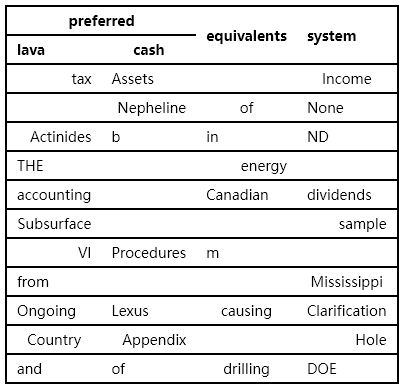 preferred equivalents system
lava cash
tax Assets Income
Nepheline of None
Actinides b in ND
THE energy
accounting Canadian dividends
Subsurface sample
VI Procedures m
from Mississippi
Ongoing Lexus causing Clarification
Country Appendix Hole
and of drilling DOE